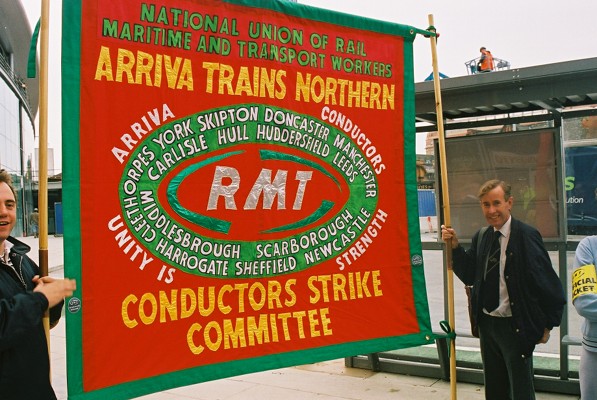 NATIONAL UNION OF RAIL
MARITIME AND TRANSPORT WORKERS
ARRIVA TRAINS NORTHERN
ARRIVA
CONDUCTORS
CLEETHORPES YORK SKIPTON DONCASTER MANCHESTER
CARLISLE HULL HUDDERSFIELD LEEDS
RMT
MIDDLESBROUGH SCARBOROUGH
HARROGATE SHEFFIELD NEWCASTLE
UNITY IS
STRENGTH
CONDUCTORS STRIKE
COMMITTEE